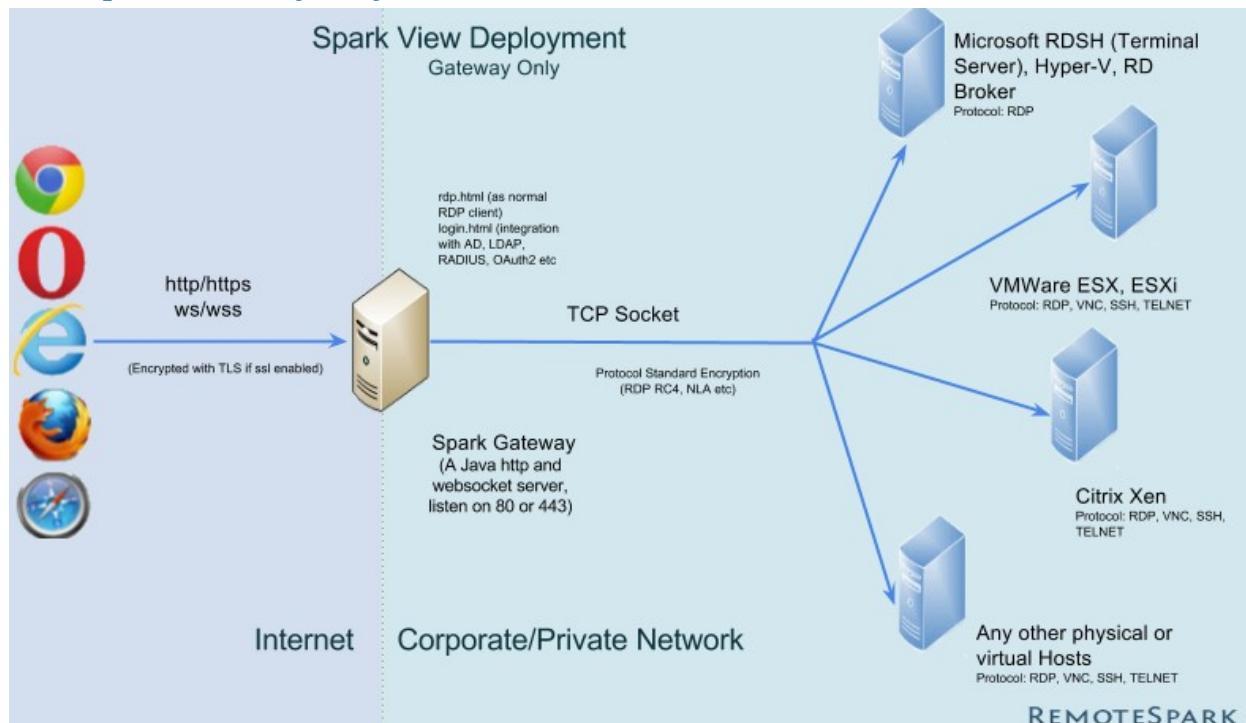 Spark View Deployment
Gateway Only
Microsoft RDSH (Terminal
Server), Hyper-V, RD
Broker
Protocol: RDP
rdp.html (as normal
RDP client)
login.html (integration
with AD, LDAP,
RADIUS, OAuth2 etc
http/https
ws/wss
(Encrypted with TLS if ssl enabled)
TCP Socket
Protocol Standard Encryption
(RDP RC4, NLA etc)
VMWare ESX, ESXi
Protocol: RDP, VNC, SSH, TELNET
Spark Gateway
(A Java http and
websocket server,
listen on 80 or 443)
Citrix Xen
Protocol: RDP, VNC, SSH,
TELNET
Any other physical or
virtual Hosts
Protocol: RDP, VNC, SSH, TELNET
Internet
Corporate/Private Network
REMOTESPARK